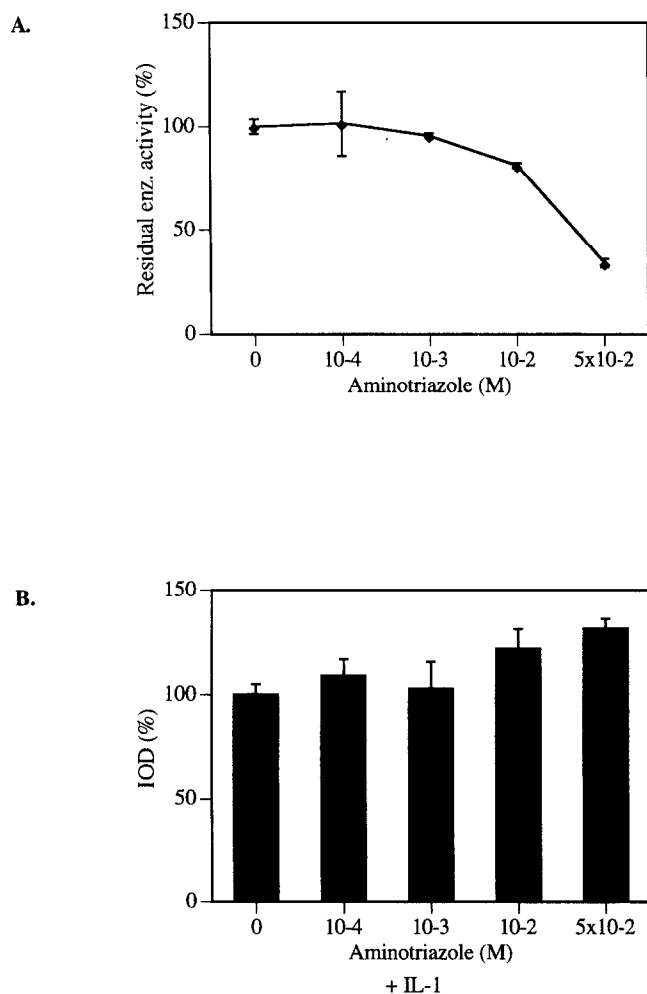 A.
150
100
50
0
Residual enz. activity (%)
0 10-4 10-3 10-2 5x10-2
Aminotriazole (M)
B.
150
100
50
0
IOD (%)
0 10-4 10-3 10-2 5x10-2
Aminotriazole (M)
+ IL-1